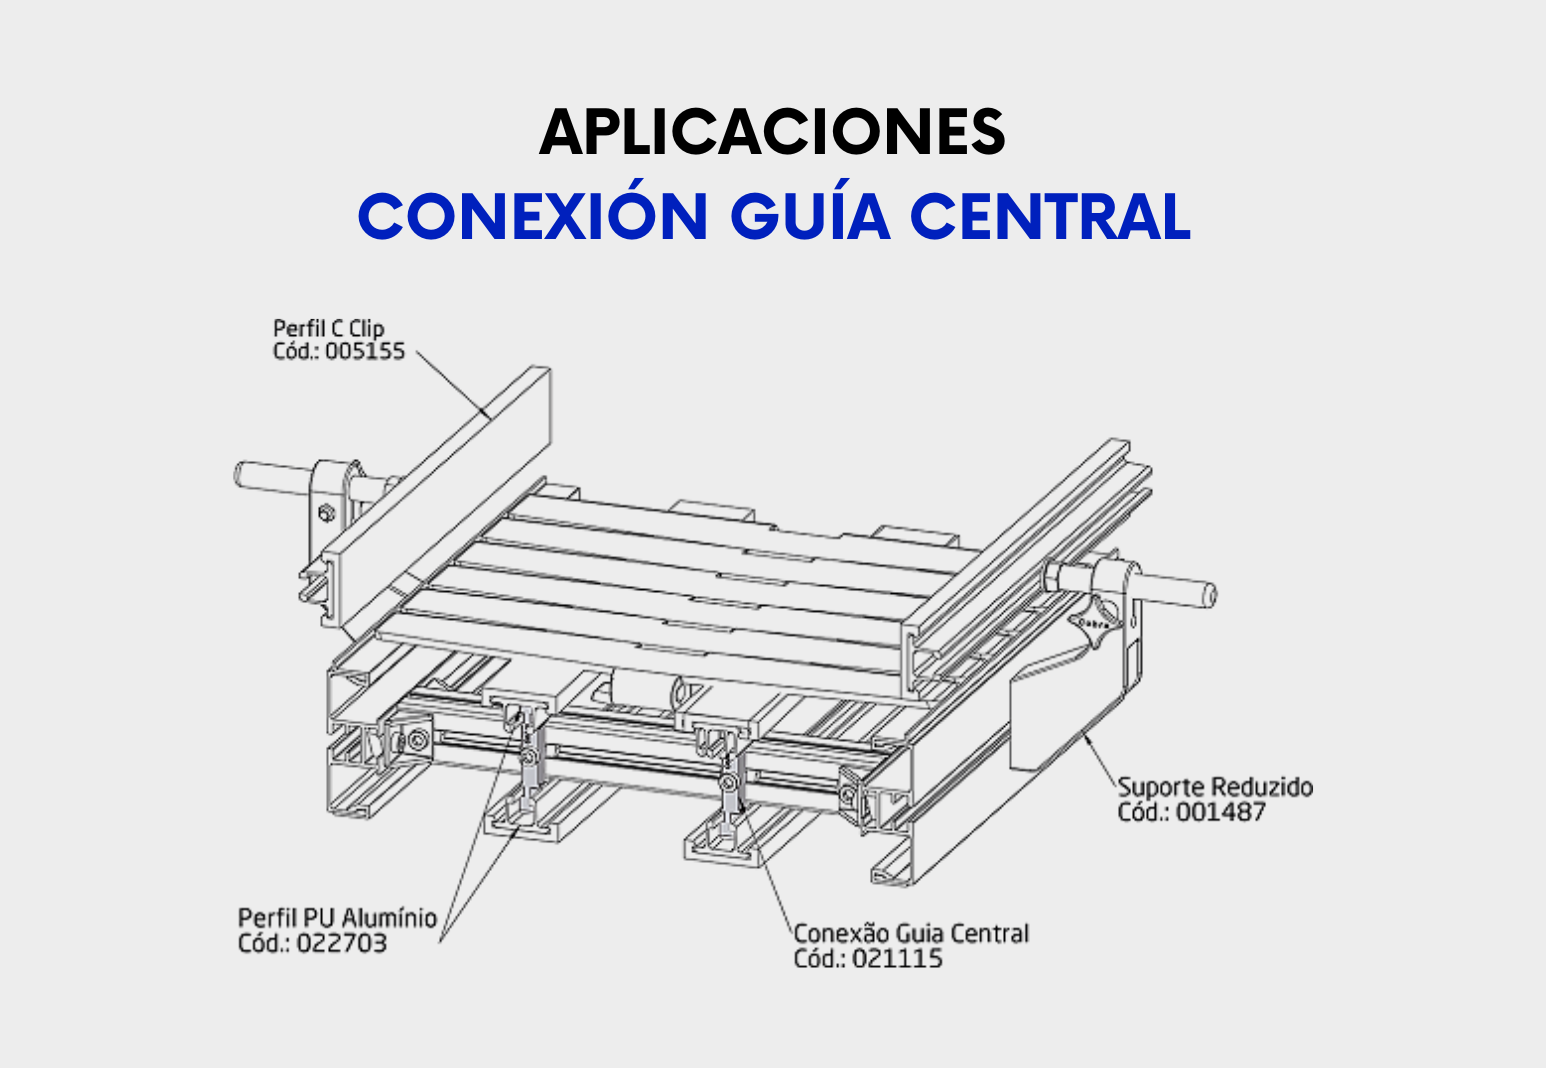 APLICACIONES
CONEXIÓN GUÍA CENTRAL
Perfil C Clip
Cód.: 005155
Cobra
Suporte Reduzido
Cód.: 001487
Perfil PU Alumínio
Cód.: 022703
Conexão Guia Central
Cód.: 021115